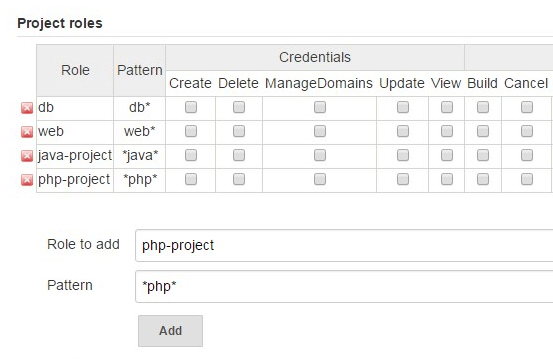 Project roles
Role Pattern Credentials
Create Delete ManageDomains Update View Build Cancel
db db*
web web*
java-project *java*
php-project *php*
Role to add php-project
Pattern *php*
Add